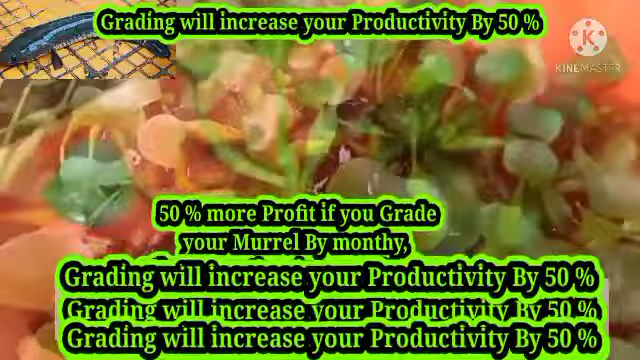 Grading will increase your Productivity By 50 %
KINEMASTER
50 % more Profit if you Grade
your Murrel By monthy,
Grading will increase your Productivity By 50 %
Grading will increase your Productivity By 50 %
Grading will increase your Productivity By 50 %